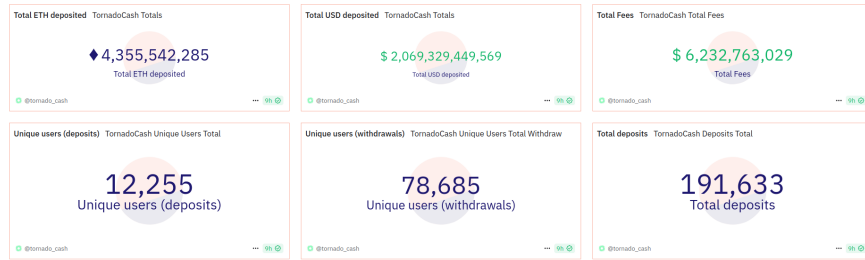 Total ETH deposited TornadoCash Totals
♦ 4,355,542,285
Total ETH deposited
@tornado_cash
9h
Total USD deposited TornadoCash Totals
$ 2,069,329,449,569
Total USD deposited
@tornado_cash
9h
Total Fees TornadoCash Total Fees
$ 6,232,763,029
Total Fees
@tornado_cash
9h
Unique users (deposits) TornadoCash Unique Users Total
12,255
Unique users (deposits)
@tornado_cash
9h
Unique users (withdrawals) TornadoCash Unique Users Total Withdraw
78,685
Unique users (withdrawals)
@tornado_cash
9h
Total deposits TornadoCash Deposits Total
191,633
Total deposits
@tornado_cash
9h